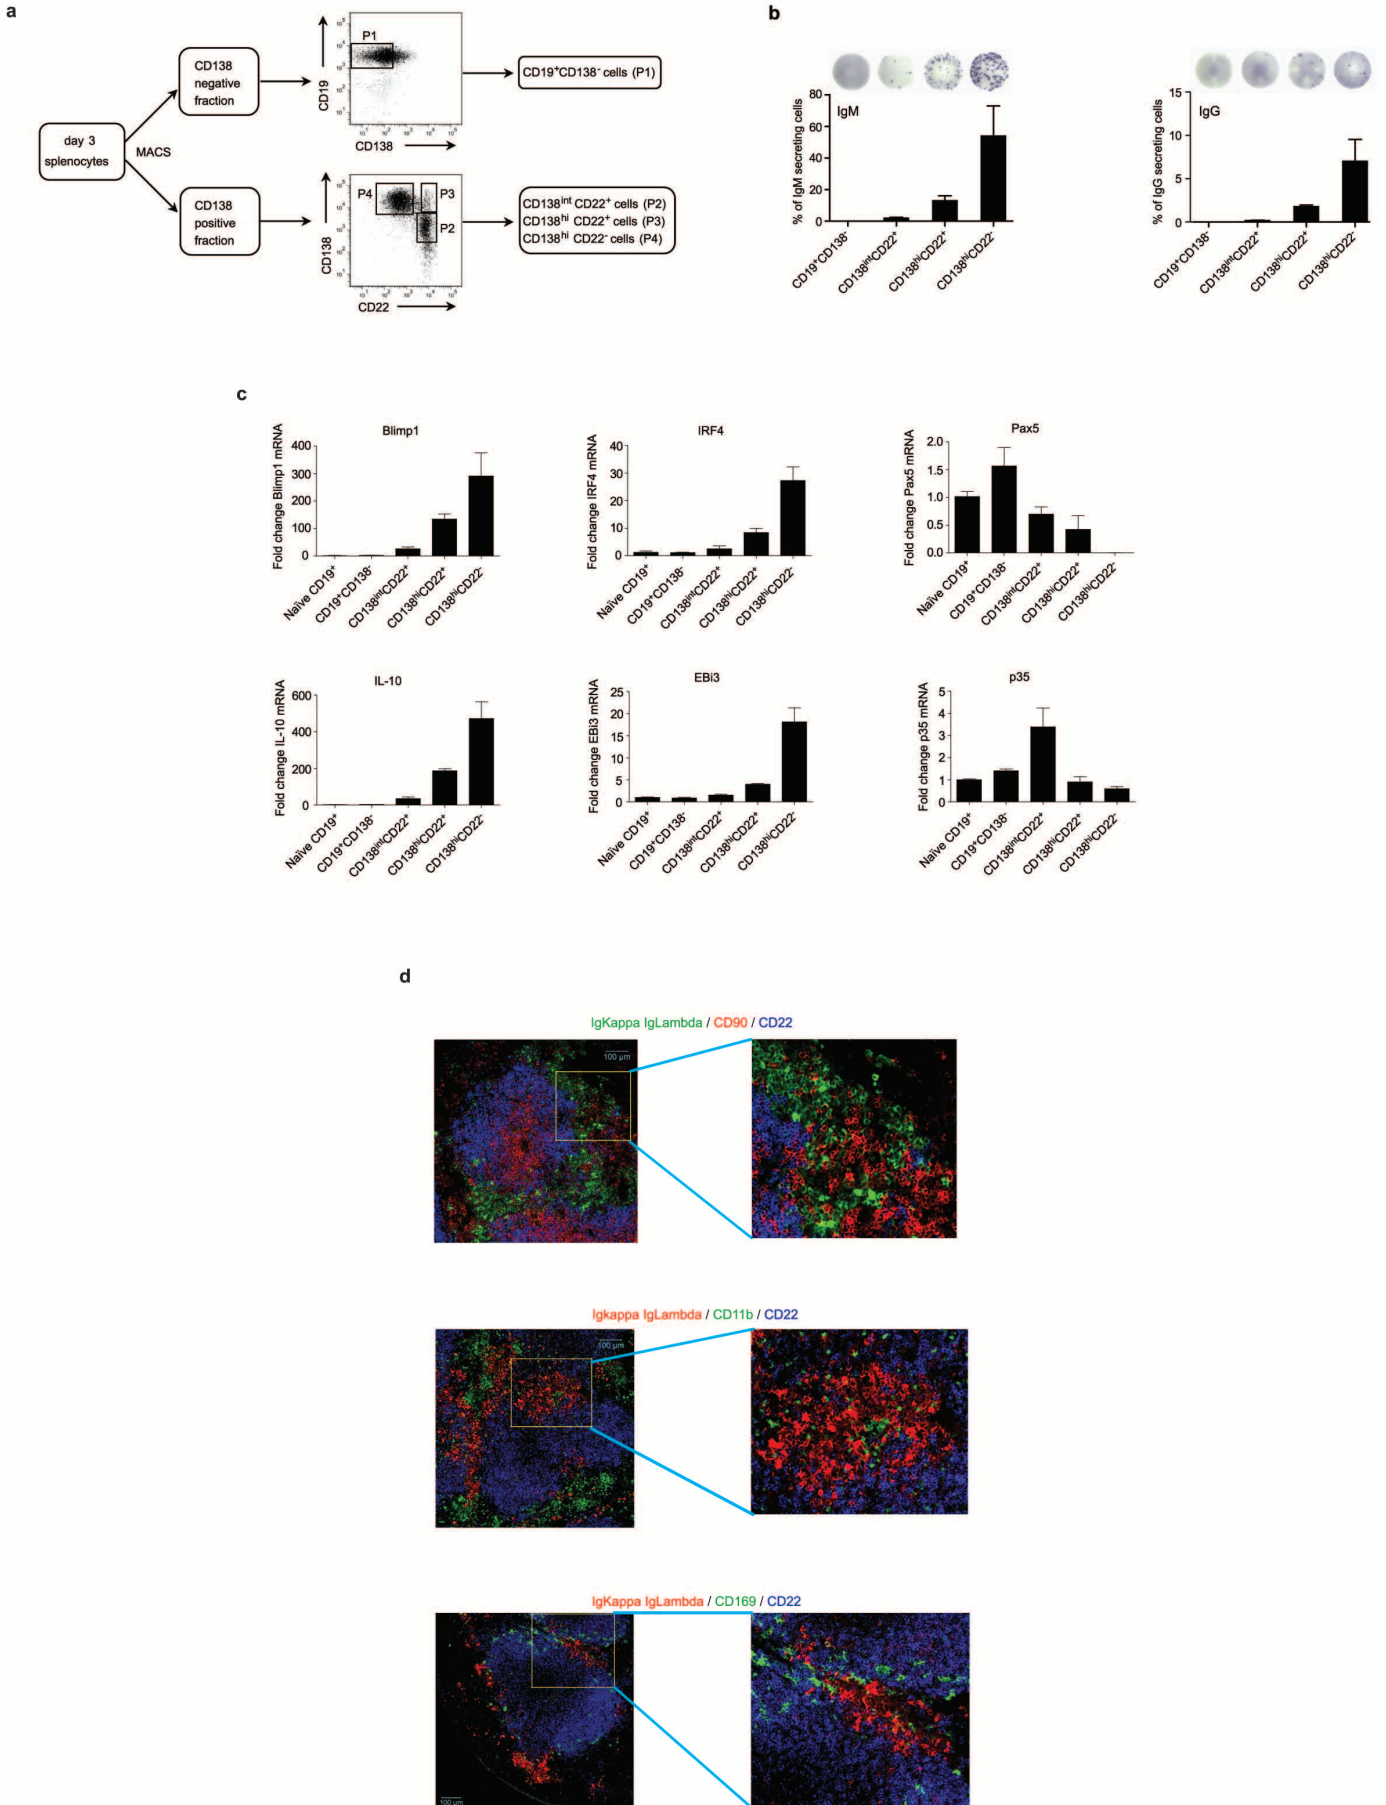 a
CD138
negative
fraction
day 3
splenocytes
MACS
CD138
positive
fraction
P1
CD19
CD138
CD19⁺CD138⁻ cells (P1)
P4
P3
P2
CD138
CD22
CD138ⁱⁿᵗ CD22⁺ cells (P2)
CD138ʰⁱ CD22⁺ cells (P3)
CD138ʰⁱ CD22⁻ cells (P4)
b
IgM
% of IgM secreting cells
80
60
40
20
0
CD19⁺CD138⁻
CD138ⁱⁿᵗCD22⁺
CD138ʰⁱCD22⁺
CD138ʰⁱCD22⁻
IgG
% of IgG secreting cells
15
10
5
0
CD19⁺CD138⁻
CD138ⁱⁿᵗCD22⁺
CD138ʰⁱCD22⁺
CD138ʰⁱCD22⁻
c
Blimp1
Fold change Blimp1 mRNA
400
300
200
100
0
Naïve CD19⁺
CD19⁺CD138⁻
CD138ⁱⁿᵗCD22⁺
CD138ʰⁱCD22⁺
CD138ʰⁱCD22⁻
IRF4
Fold change IRF4 mRNA
40
30
20
10
0
Naïve CD19⁺
CD19⁺CD138⁻
CD138ⁱⁿᵗCD22⁺
CD138ʰⁱCD22⁺
CD138ʰⁱCD22⁻
Pax5
Fold change Pax5 mRNA
2.0
1.5
1.0
0.5
0.0
Naïve CD19⁺
CD19⁺CD138⁻
CD138ⁱⁿᵗCD22⁺
CD138ʰⁱCD22⁺
CD138ʰⁱCD22⁻
IL-10
Fold change IL-10 mRNA
600
400
200
0
Naïve CD19⁺
CD19⁺CD138⁻
CD138ⁱⁿᵗCD22⁺
CD138ʰⁱCD22⁺
CD138ʰⁱCD22⁻
EBi3
Fold change EBi3 mRNA
25
20
15
10
5
0
Naïve CD19⁺
CD19⁺CD138⁻
CD138ⁱⁿᵗCD22⁺
CD138ʰⁱCD22⁺
CD138ʰⁱCD22⁻
p35
Fold change p35 mRNA
5
4
3
2
1
0
Naïve CD19⁺
CD19⁺CD138⁻
CD138ⁱⁿᵗCD22⁺
CD138ʰⁱCD22⁺
CD138ʰⁱCD22⁻
d
IgKappa IgLambda / CD90 / CD22
100 µm
Igkappa IgLambda / CD11b / CD22
100 µm
IgKappa IgLambda / CD169 / CD22
100 µm